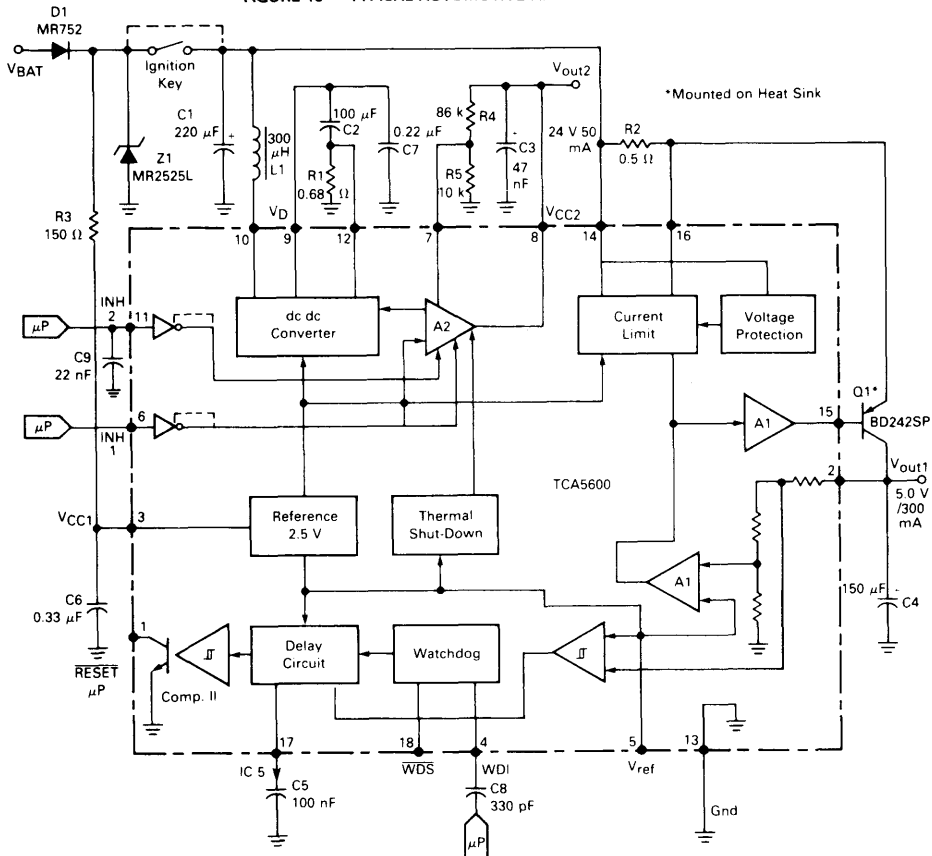 D1
MR752
VBAT
Ignition
Key
C1
220 μF
+
Z1
MR2525L
R3
150 Ω
300
μH
L1
100 μF
C2
R1
0.68 Ω
0.22 μF
C7
86 k
R4
R5
10 k
C3
47
nF
Vout2
*Mounted on Heat Sink
24 V 50
mA
R2
0.5 Ω
VD
VCC2
10
9
12
7
8
14
16
μP
INH
2
11
C9
22 nF
μP
6
INH
1
dc dc
Converter
A2
Current
Limit
Voltage
Protection
A1
15
Q1*
BD242SP
TCA5600
2
Vout1
5.0 V
/300
mA
VCC1
3
Reference
2.5 V
Thermal
Shut-Down
A1
150 μF
C4
C6
0.33 μF
1
RESET
μP
Comp. II
Delay
Circuit
Watchdog
17
18
4
5
13
IC 5
WDS
WDI
Vref
C5
100 nF
C8
330 pF
Gnd
μP